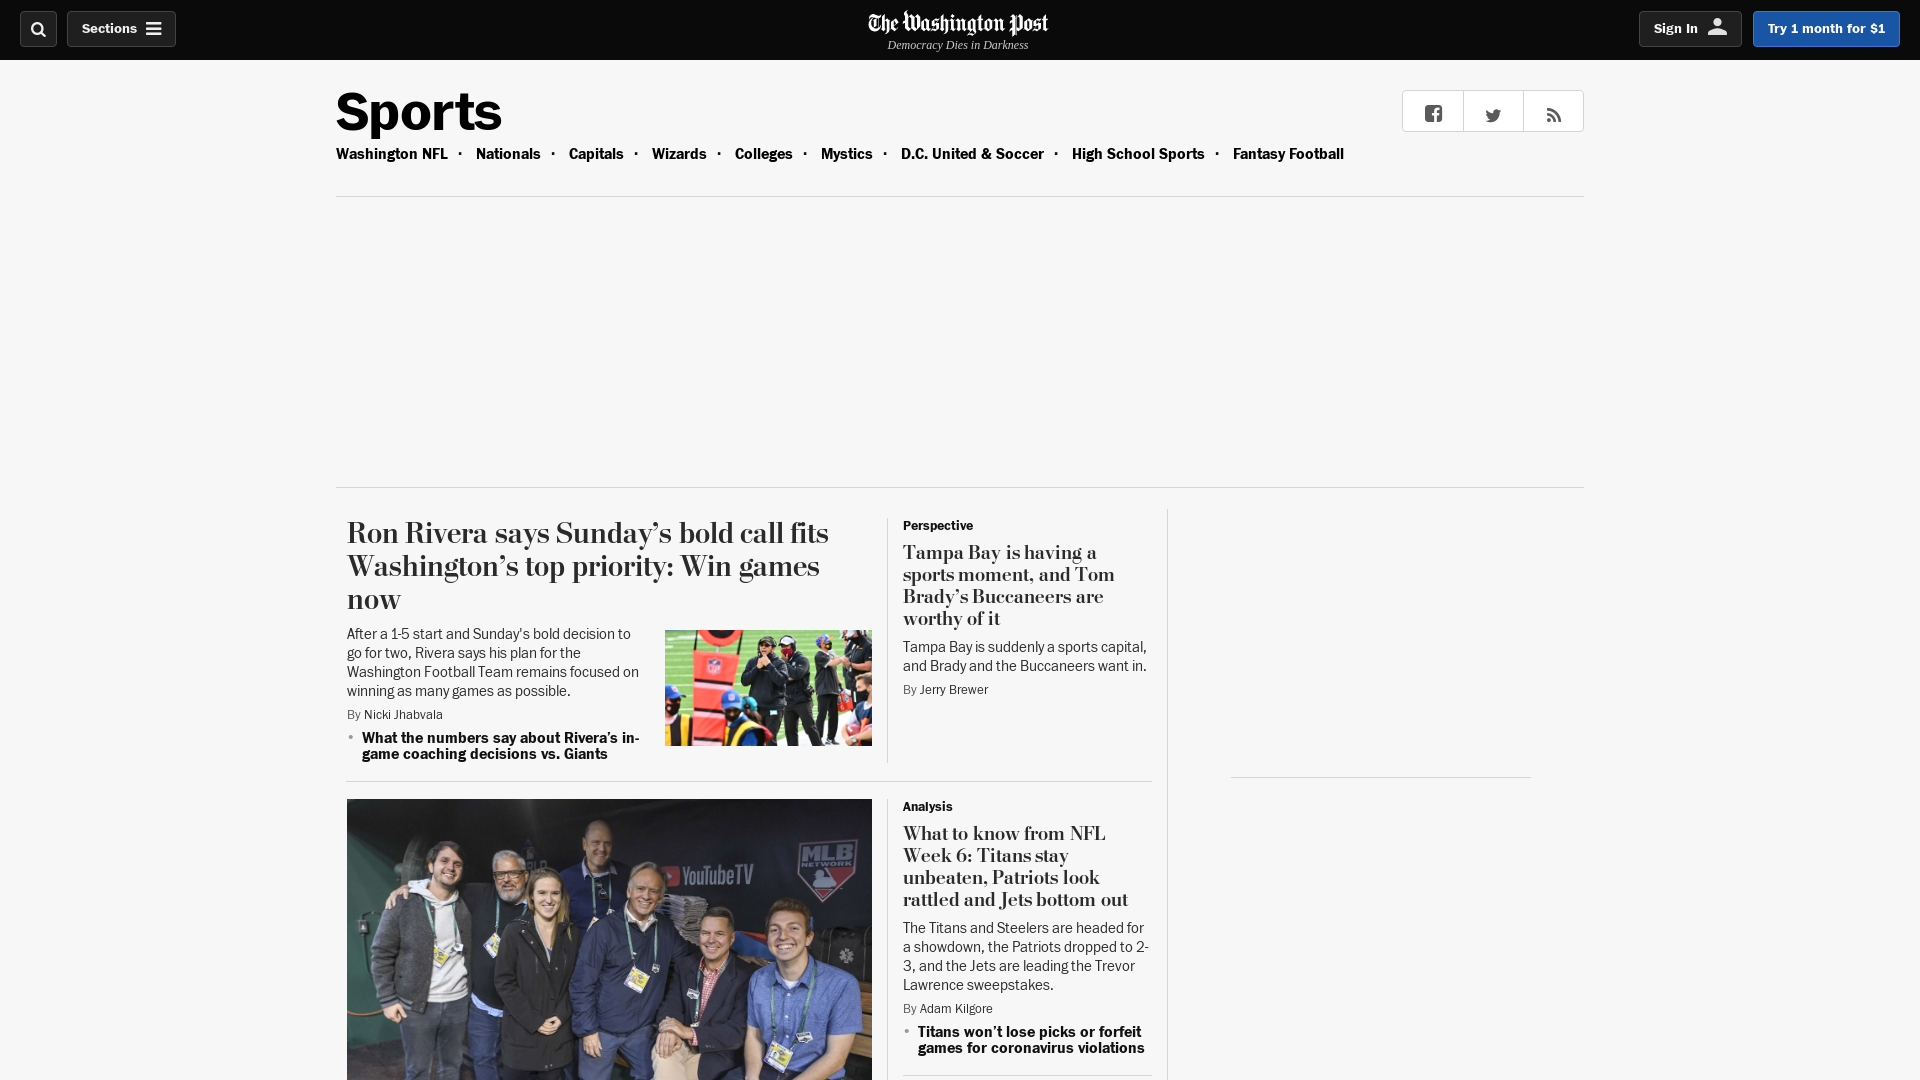 Sections
The Washington Post
Democracy Dies in Darkness
Sign In
Try 1 month for $1
Sports
Washington NFL · Nationals · Capitals · Wizards · Colleges · Mystics · D.C. United & Soccer · High School Sports · Fantasy Football
Ron Rivera says Sunday’s bold call fits
Washington’s top priority: Win games
now
After a 1-5 start and Sunday's bold decision to
go for two, Rivera says his plan for the
Washington Football Team remains focused on
winning as many games as possible.
By Nicki Jhabvala
• What the numbers say about Rivera’s in-
game coaching decisions vs. Giants
Perspective
Tampa Bay is having a
sports moment, and Tom
Brady’s Buccaneers are
worthy of it
Tampa Bay is suddenly a sports capital,
and Brady and the Buccaneers want in.
By Jerry Brewer
YouTubeTV
MLB
NETWORK
Analysis
What to know from NFL
Week 6: Titans stay
unbeaten, Patriots look
rattled and Jets bottom out
The Titans and Steelers are headed for
a showdown, the Patriots dropped to 2-
3, and the Jets are leading the Trevor
Lawrence sweepstakes.
By Adam Kilgore
• Titans won’t lose picks or forfeit
games for coronavirus violations